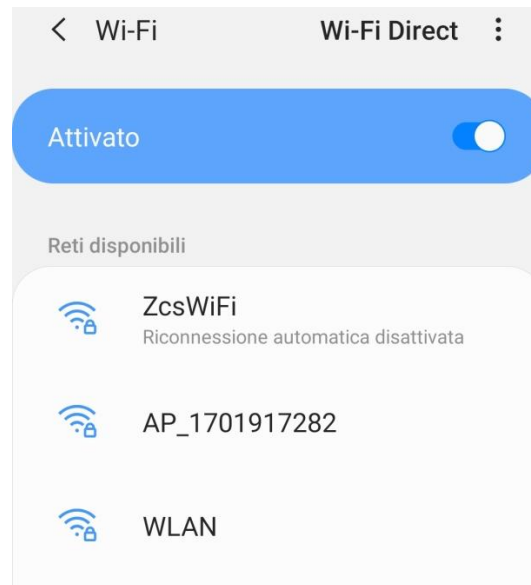 Wi-Fi Wi-Fi Direct
Attivato
Reti disponibili
ZcsWiFi
Riconnessione automatica disattivata
AP_1701917282
WLAN